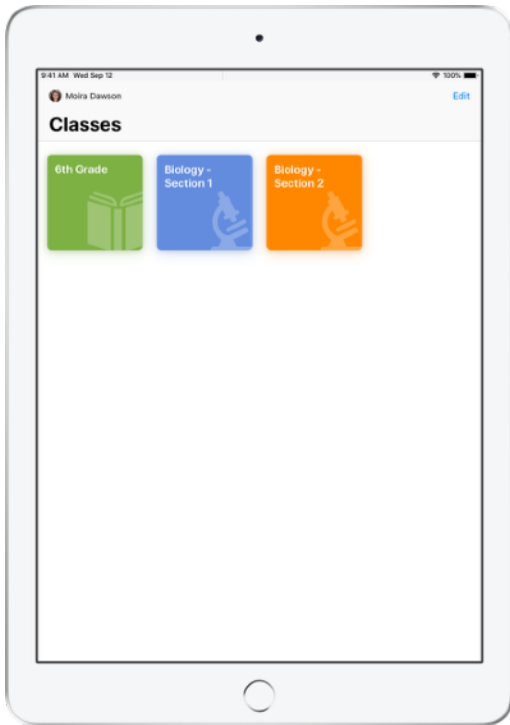 9:41 AM Wed Sep 12
100%
Moira Dawson
Edit
Classes
6th Grade
Biology -
Section 1
Biology -
Section 2